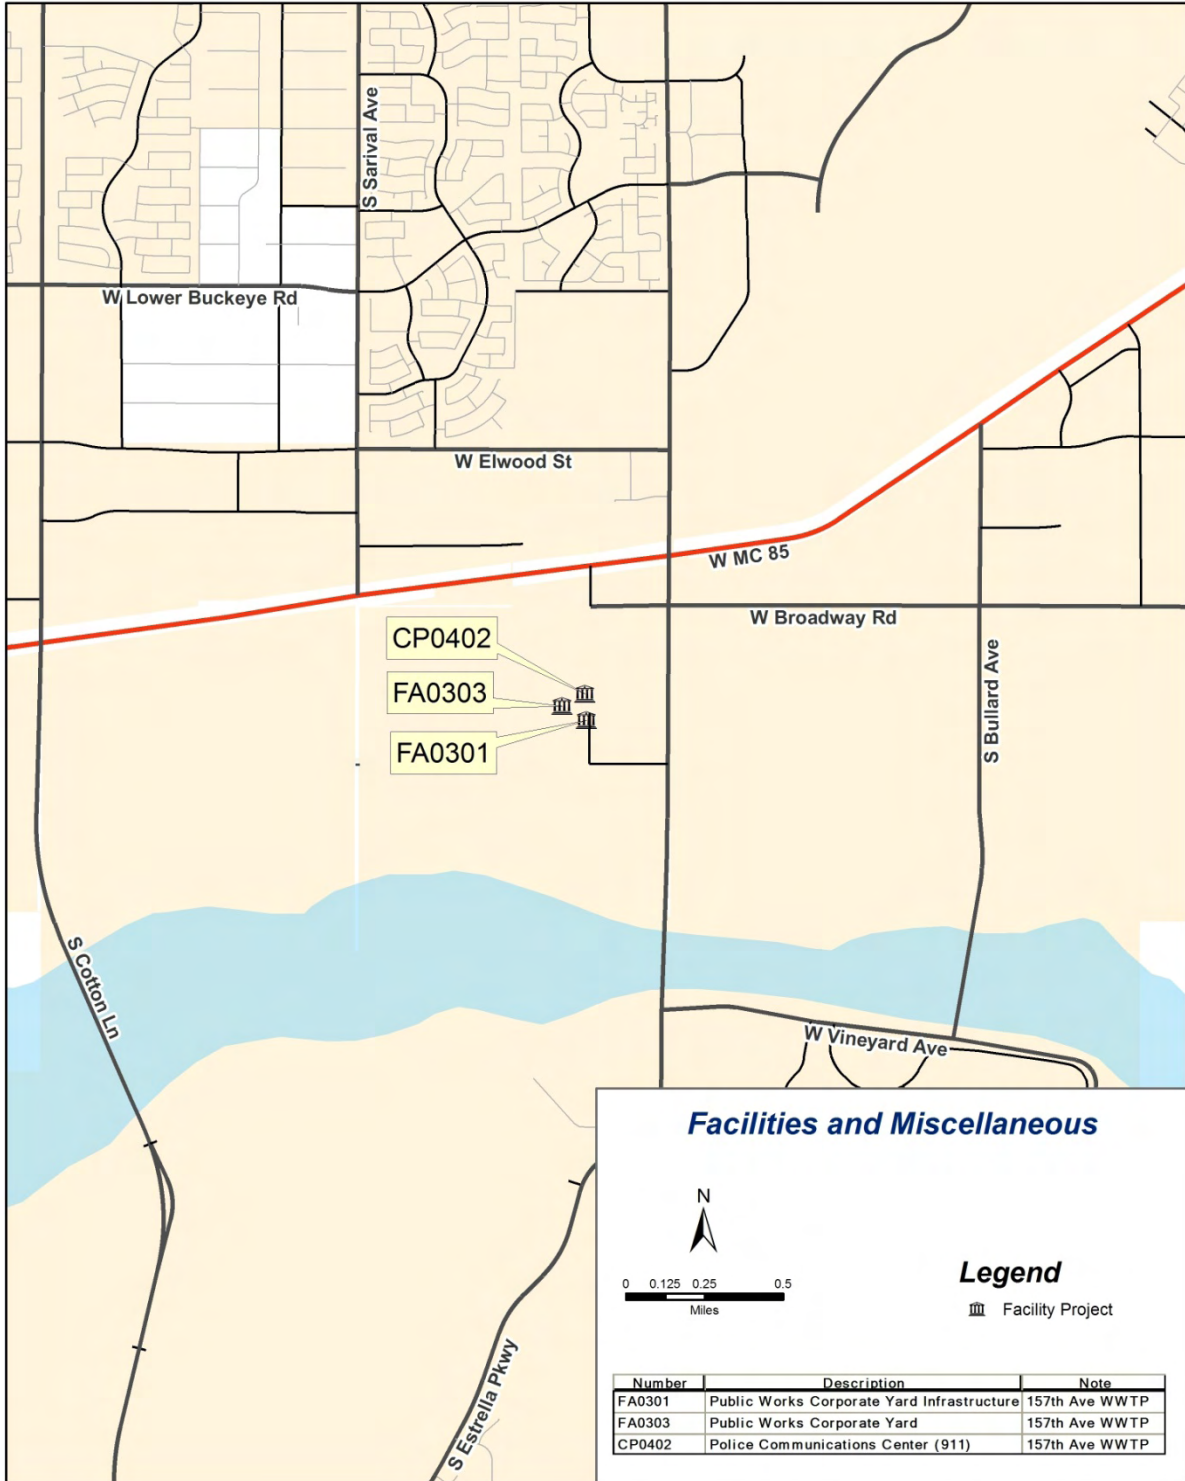 S Sarival Ave
W Lower Buckeye Rd
W Elwood St
W MC 85
W Broadway Rd
CP0402
FA0303
FA0301
S Bullard Ave
S Cotton Ln
W Vineyard Ave
S Estrella Pkwy
Facilities and Miscellaneous
N
0 0.125 0.25 0.5
Miles
Legend
Facility Project
Number Description Note
FA0301 Public Works Corporate Yard Infrastructure 157th Ave WWTP
FA0303 Public Works Corporate Yard 157th Ave WWTP
CP0402 Police Communications Center (911) 157th Ave WWTP